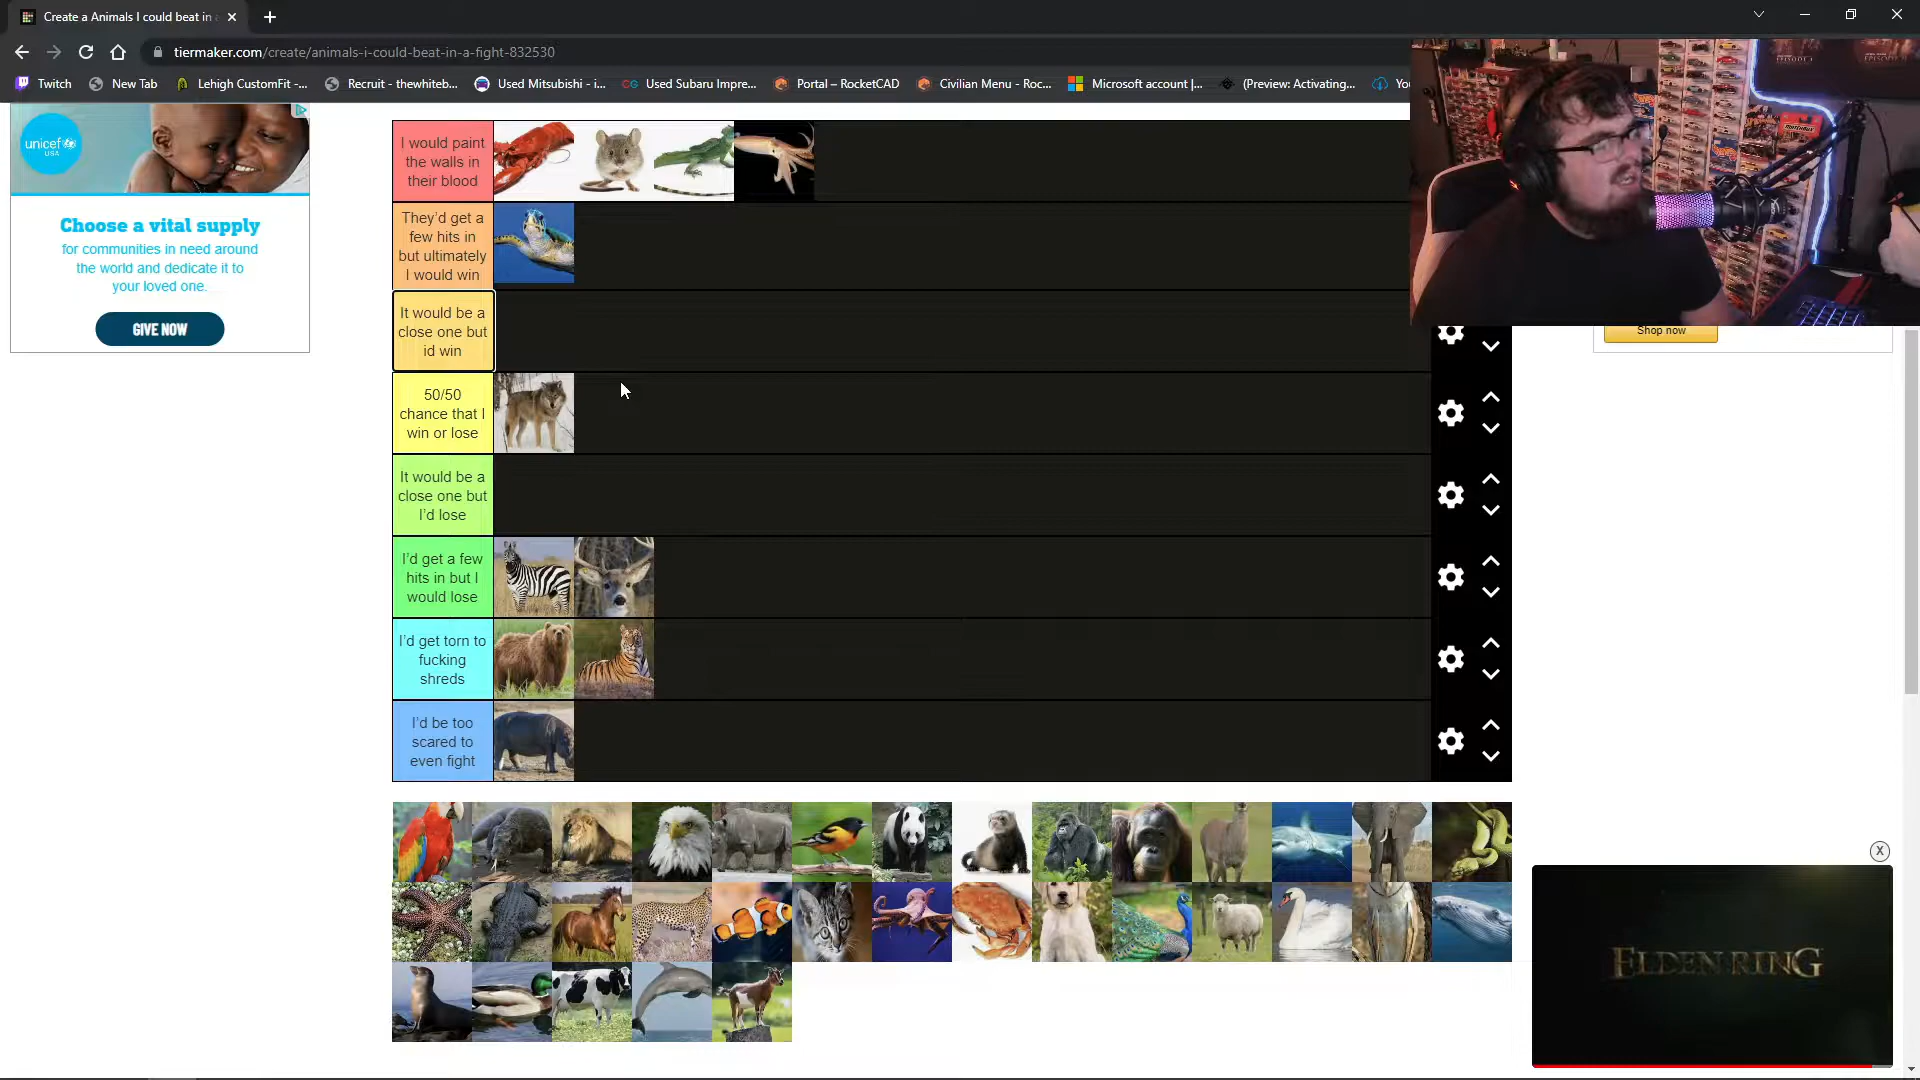 Create a Animals I could beat in
tiermaker.com/create/animals-i-could-beat-in-a-fight-832530
Twitch
New Tab
Lehigh CustomFit -...
Recruit - thewhiteb...
Used Mitsubishi - i...
CG
Used Subaru Impre...
Portal – RocketCAD
Civilian Menu - Roc...
Microsoft account |...
(Preview: Activating...
unicef
USA
Choose a vital supply
for communities in need around
the world and dedicate it to
your loved one.
GIVE NOW
I would paint
the walls in
their blood
They'd get a
few hits in
but ultimately
I would win
It would be a
close one but
id win
50/50
chance that I
win or lose
It would be a
close one but
I'd lose
I'd get a few
hits in but I
would lose
I'd get torn to
fucking
shreds
I'd be too
scared to
even fight
MATCHBOX
Shop now
X
ELDEN RING